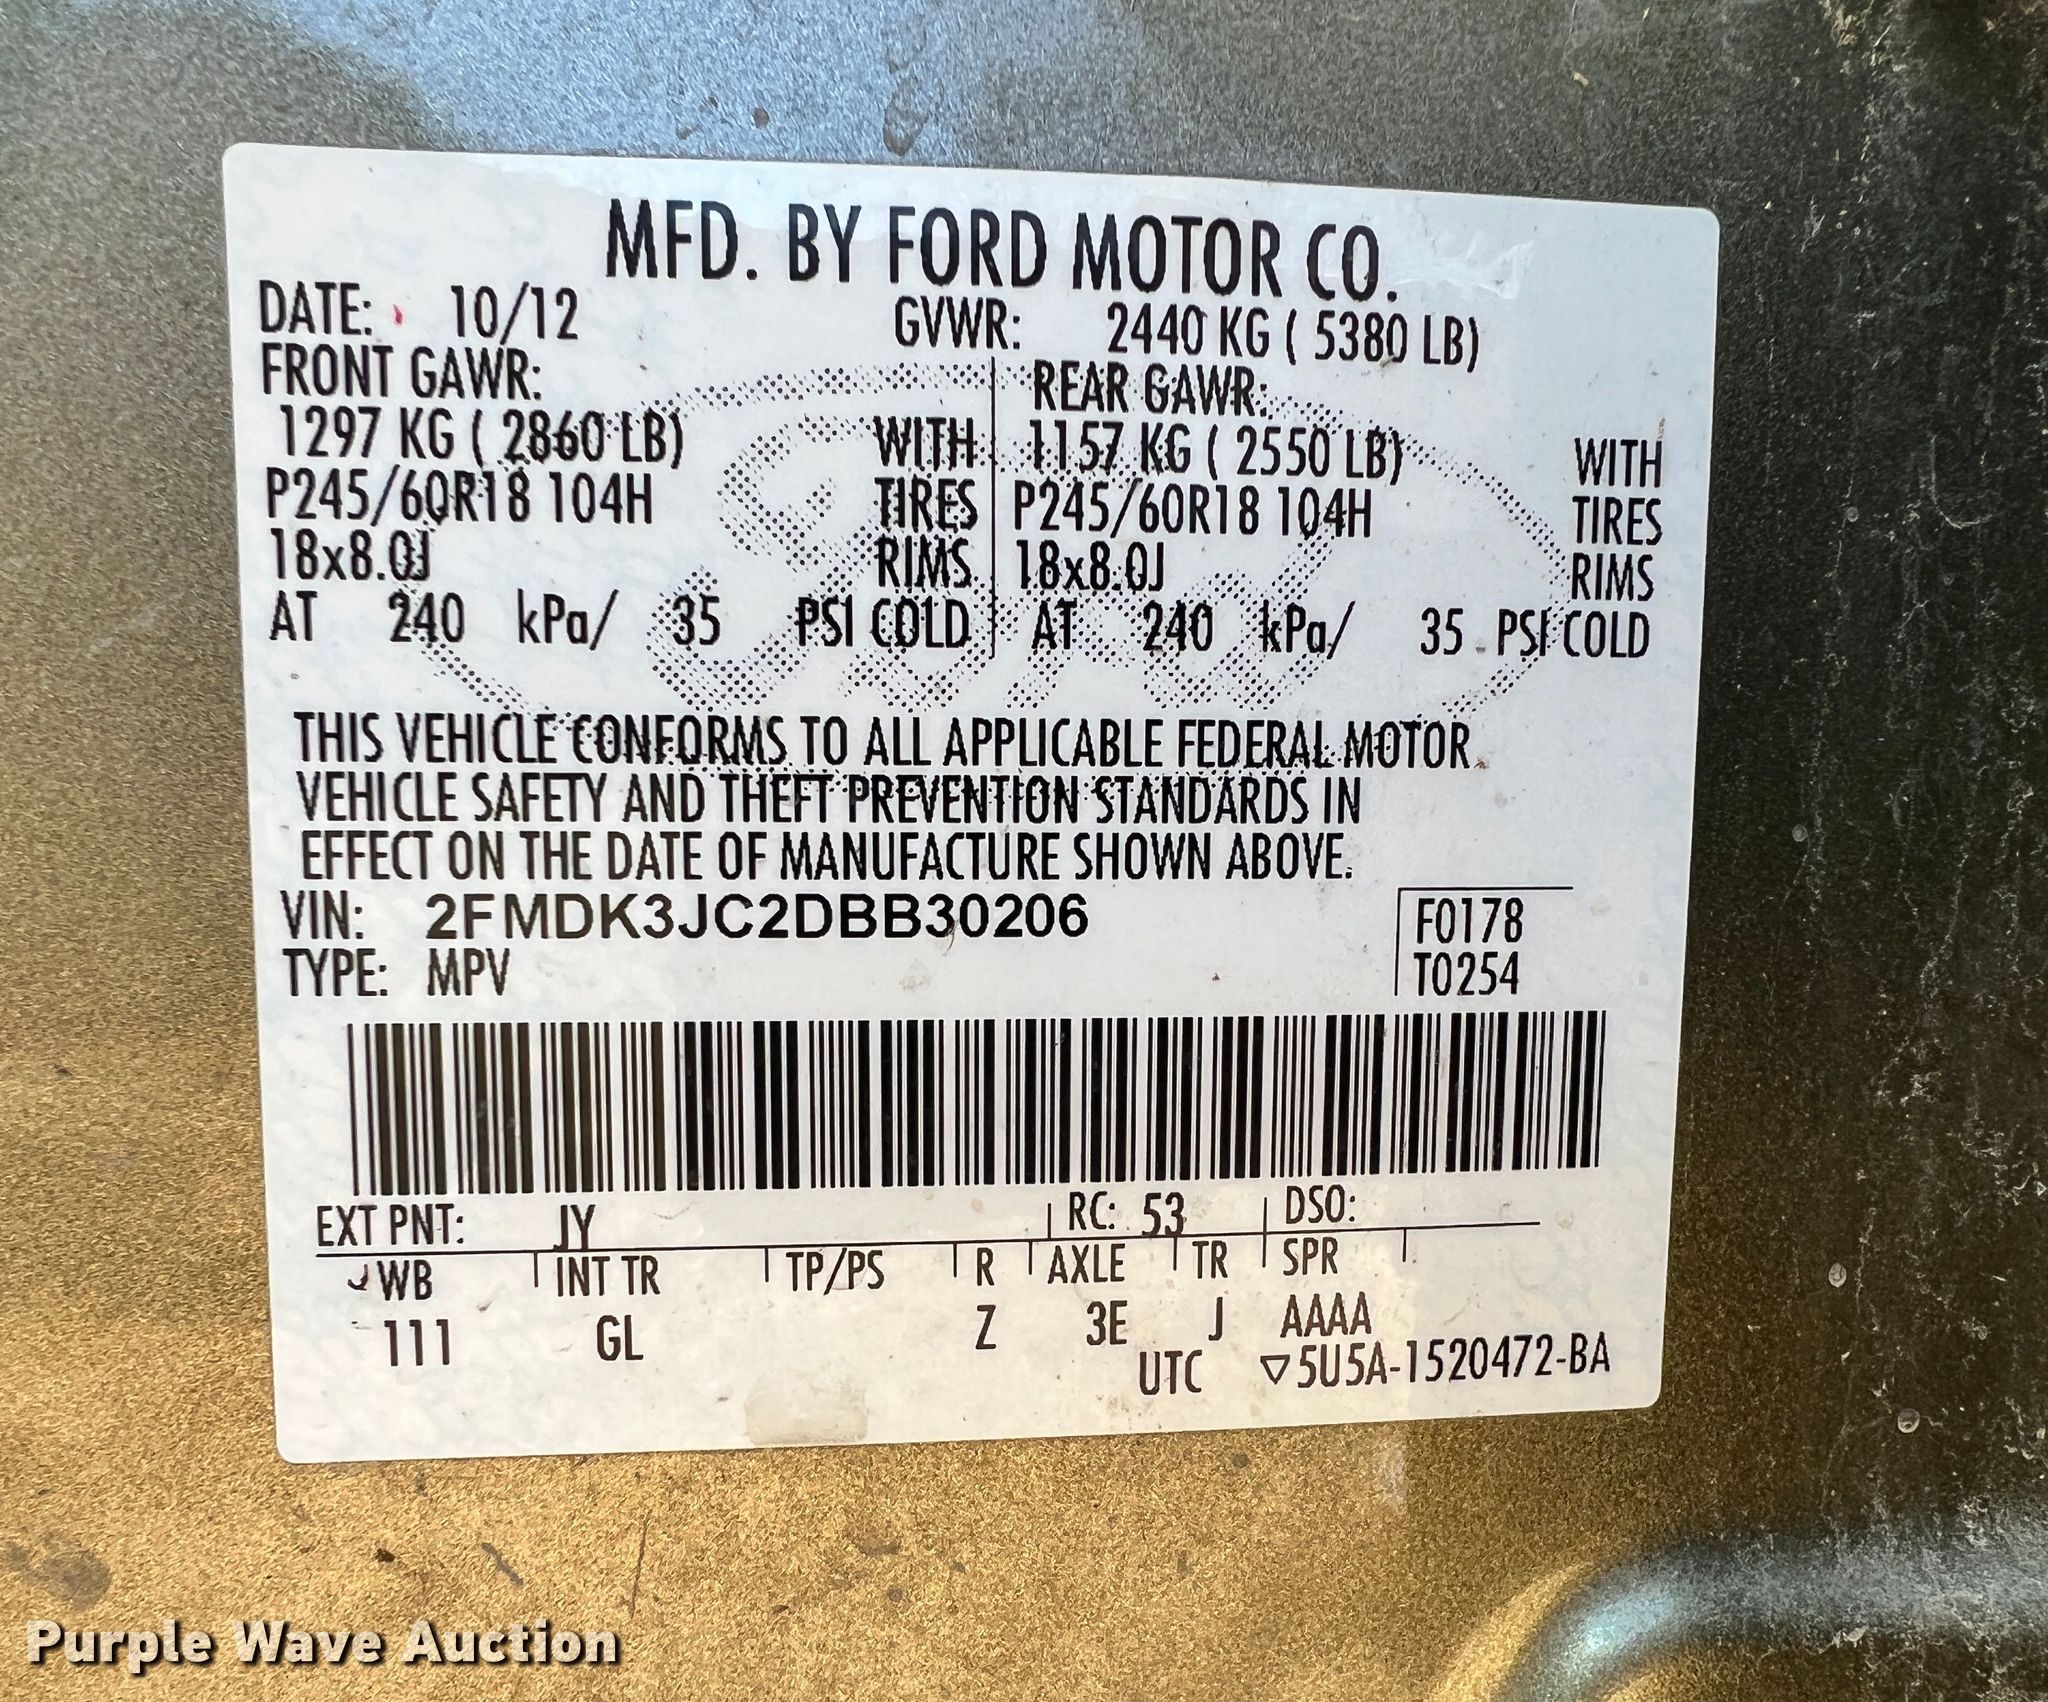 MFD. BY FORD MOTOR CO.
DATE: 10/12 GVWR: 2440 KG ( 5380 LB)
FRONT GAWR: REAR GAWR:
1297 KG ( 2860 LB) WITH 1157 KG ( 2550 LB) WITH
P245/60R18 104H TIRES P245/60R18 104H TIRES
18x8.0J RIMS 18x8.0J RIMS
AT 240 kPa/ 35 PSI COLD AT 240 kPa/ 35 PSI COLD
THIS VEHICLE CONFORMS TO ALL APPLICABLE FEDERAL MOTOR
VEHICLE SAFETY AND THEFT PREVENTION STANDARDS IN
EFFECT ON THE DATE OF MANUFACTURE SHOWN ABOVE.
VIN: 2FMDK3JC2DBB30206 F0178
TYPE: MPV T0254
EXT PNT: JY RC: 53 DSO:
WB INT TR TP/PS R AXLE TR SPR
111 GL Z 3E J AAAA
UTC ▽5U5A-1520472-BA
Purple Wave Auction